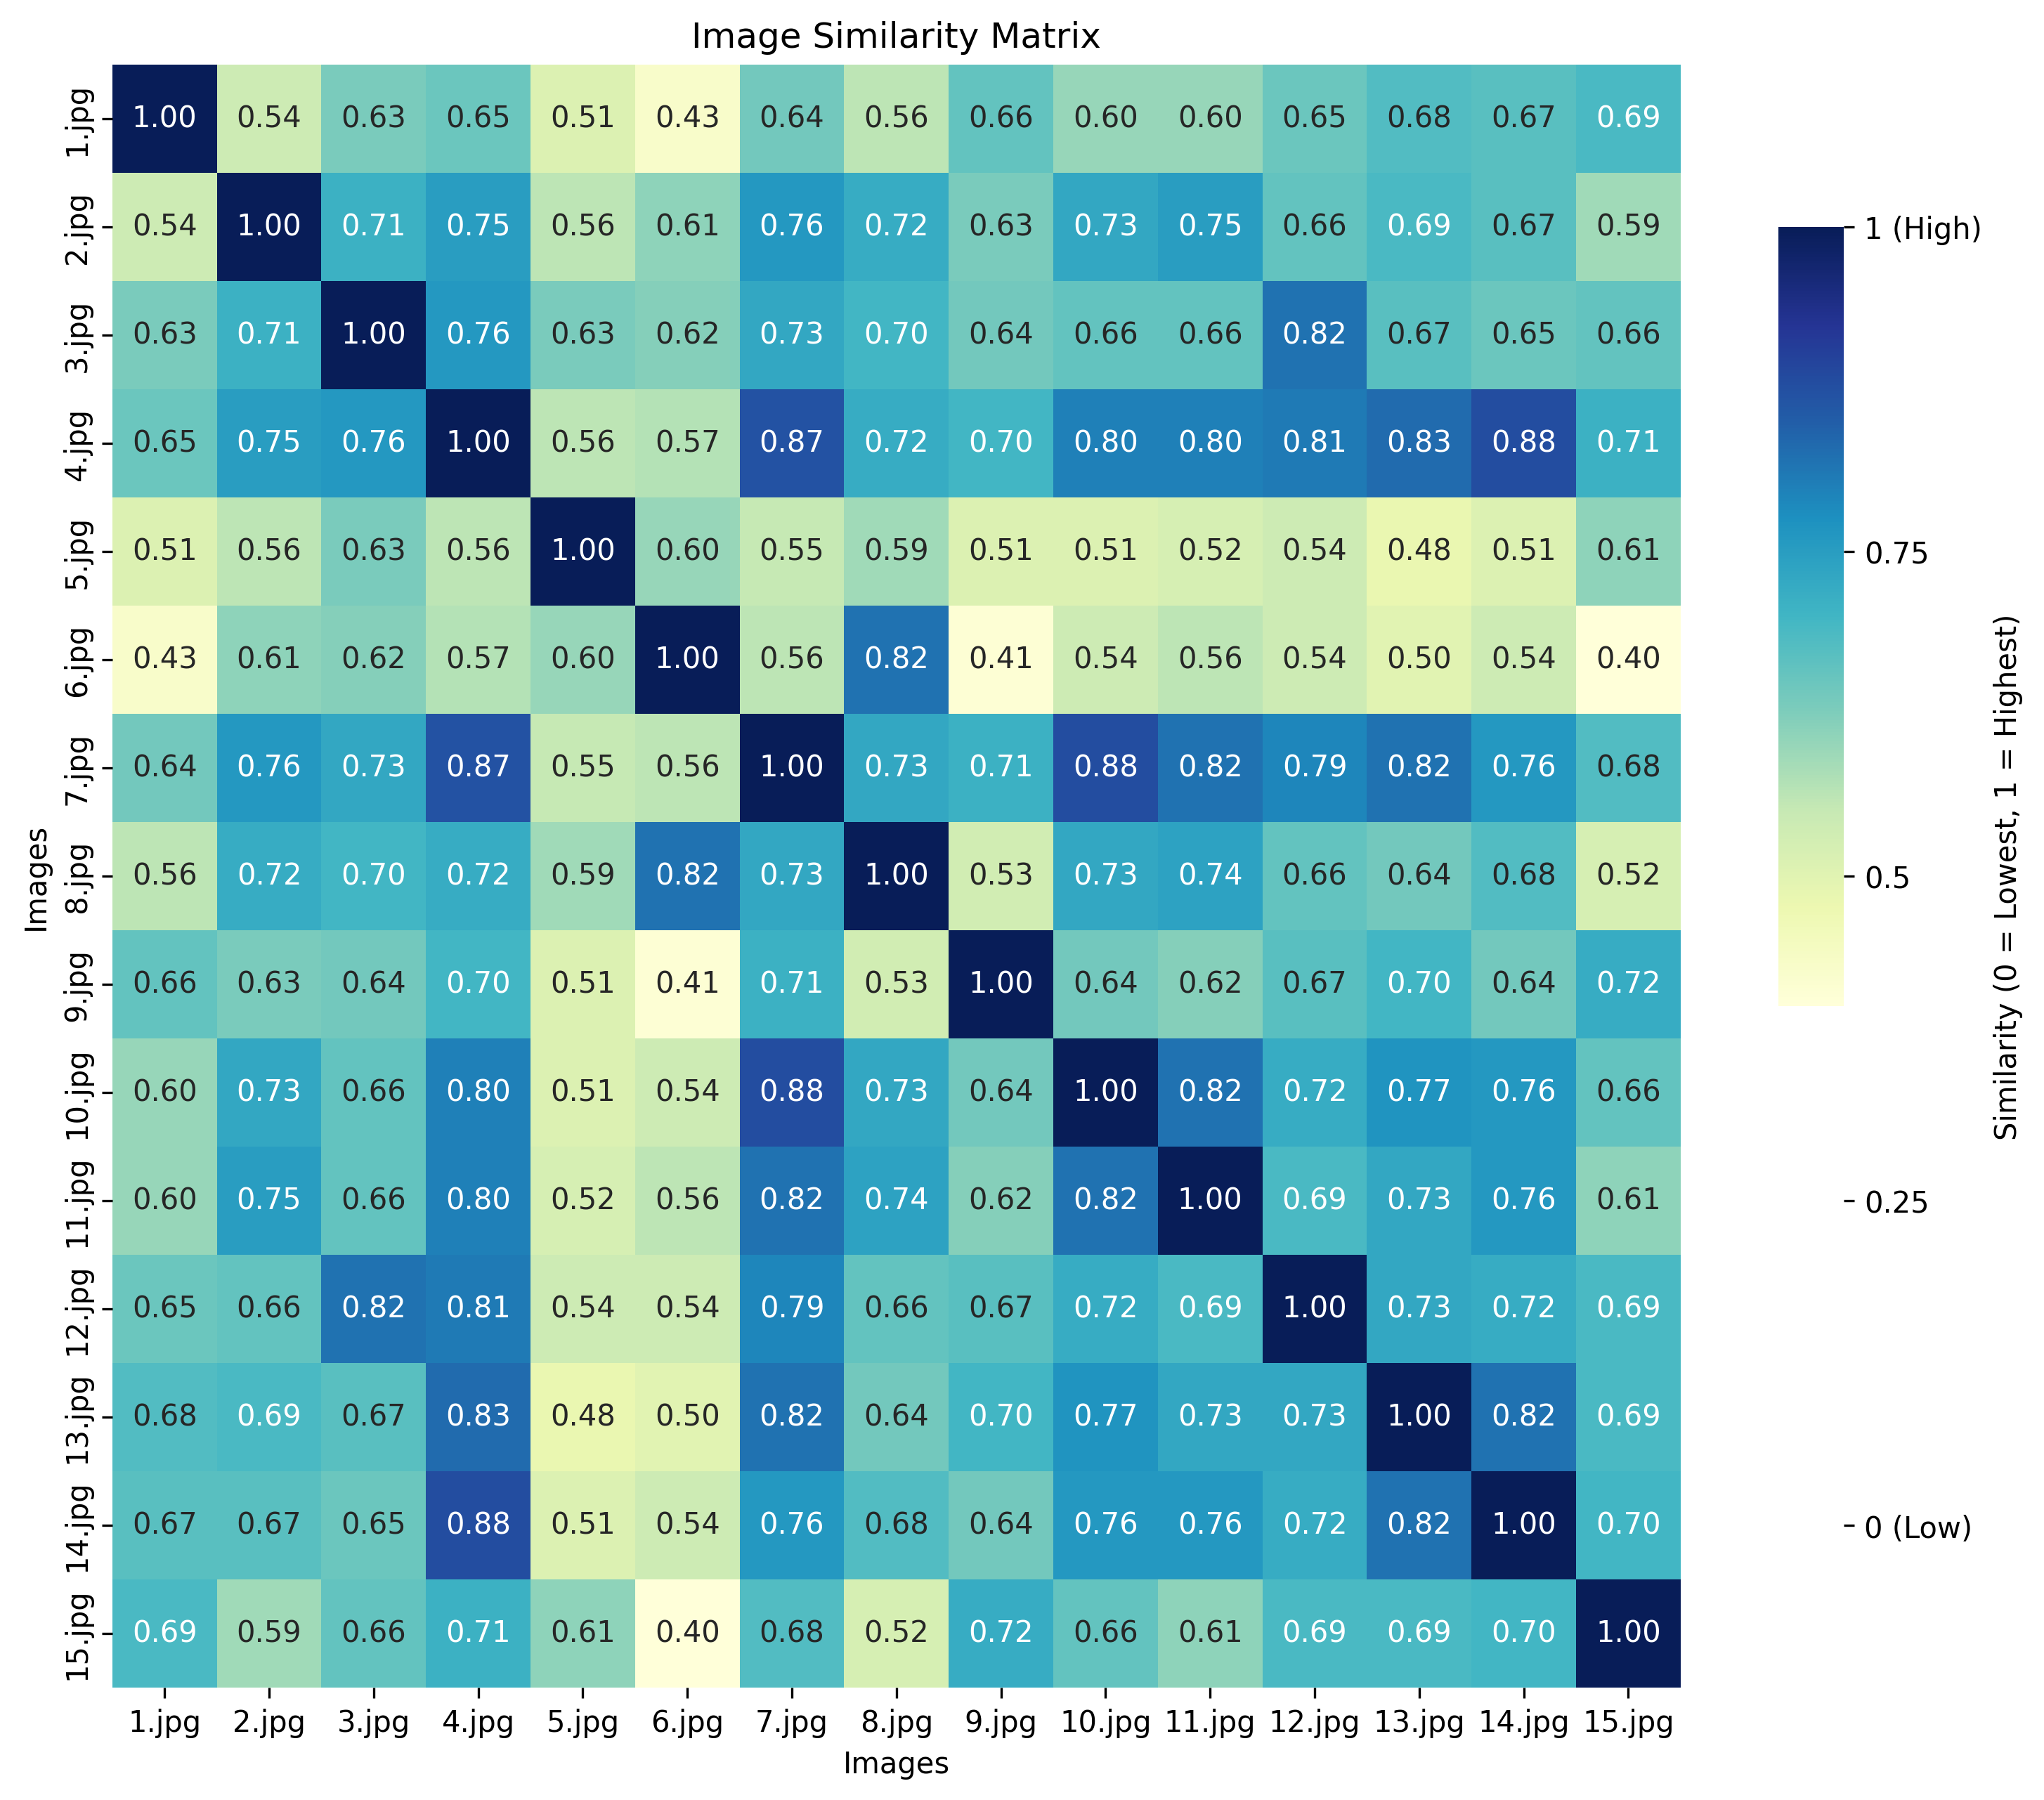 Image Similarity Matrix
1.jpg 1.00 0.54 0.63 0.65 0.51 0.43 0.64 0.56 0.66 0.60 0.60 0.65 0.68 0.67 0.69
2.jpg 0.54 1.00 0.71 0.75 0.56 0.61 0.76 0.72 0.63 0.73 0.75 0.66 0.69 0.67 0.59
3.jpg 0.63 0.71 1.00 0.76 0.63 0.62 0.73 0.70 0.64 0.66 0.66 0.82 0.67 0.65 0.66
4.jpg 0.65 0.75 0.76 1.00 0.56 0.57 0.87 0.72 0.70 0.80 0.80 0.81 0.83 0.88 0.71
5.jpg 0.51 0.56 0.63 0.56 1.00 0.60 0.55 0.59 0.51 0.51 0.52 0.54 0.48 0.51 0.61
6.jpg 0.43 0.61 0.62 0.57 0.60 1.00 0.56 0.82 0.41 0.54 0.56 0.54 0.50 0.54 0.40
7.jpg 0.64 0.76 0.73 0.87 0.55 0.56 1.00 0.73 0.71 0.88 0.82 0.79 0.82 0.76 0.68
8.jpg 0.56 0.72 0.70 0.72 0.59 0.82 0.73 1.00 0.53 0.73 0.74 0.66 0.64 0.68 0.52
9.jpg 0.66 0.63 0.64 0.70 0.51 0.41 0.71 0.53 1.00 0.64 0.62 0.67 0.70 0.64 0.72
10.jpg 0.60 0.73 0.66 0.80 0.51 0.54 0.88 0.73 0.64 1.00 0.82 0.72 0.77 0.76 0.66
11.jpg 0.60 0.75 0.66 0.80 0.52 0.56 0.82 0.74 0.62 0.82 1.00 0.69 0.73 0.76 0.61
12.jpg 0.65 0.66 0.82 0.81 0.54 0.54 0.79 0.66 0.67 0.72 0.69 1.00 0.73 0.72 0.69
13.jpg 0.68 0.69 0.67 0.83 0.48 0.50 0.82 0.64 0.70 0.77 0.73 0.73 1.00 0.82 0.69
14.jpg 0.67 0.67 0.65 0.88 0.51 0.54 0.76 0.68 0.64 0.76 0.76 0.72 0.82 1.00 0.70
15.jpg 0.69 0.59 0.66 0.71 0.61 0.40 0.68 0.52 0.72 0.66 0.61 0.69 0.69 0.70 1.00
1.jpg 2.jpg 3.jpg 4.jpg 5.jpg 6.jpg 7.jpg 8.jpg 9.jpg 10.jpg 11.jpg 12.jpg 13.jpg 14.jpg 15.jpg
Images
Images
1 (High)
0.75
0.5
0.25
0 (Low)
Similarity (0 = Lowest, 1 = Highest)